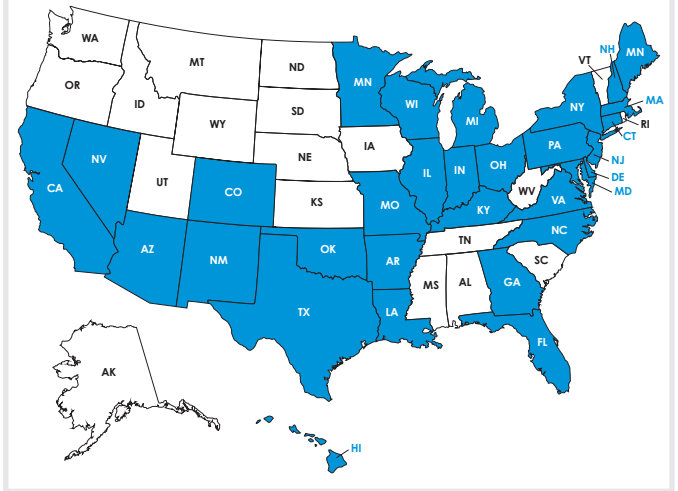 WA
MT
ND
MN
VT
NH
MN
OR
ID
SD
WI
MI
NY
MA
RI
CT
WY
NE
IA
PA
NJ
NV
UT
CO
KS
IL
IN
OH
WV
DE
MD
CA
MO
KY
VA
AZ
NM
OK
AR
TN
NC
SC
MS
AL
GA
TX
LA
FL
AK
HI